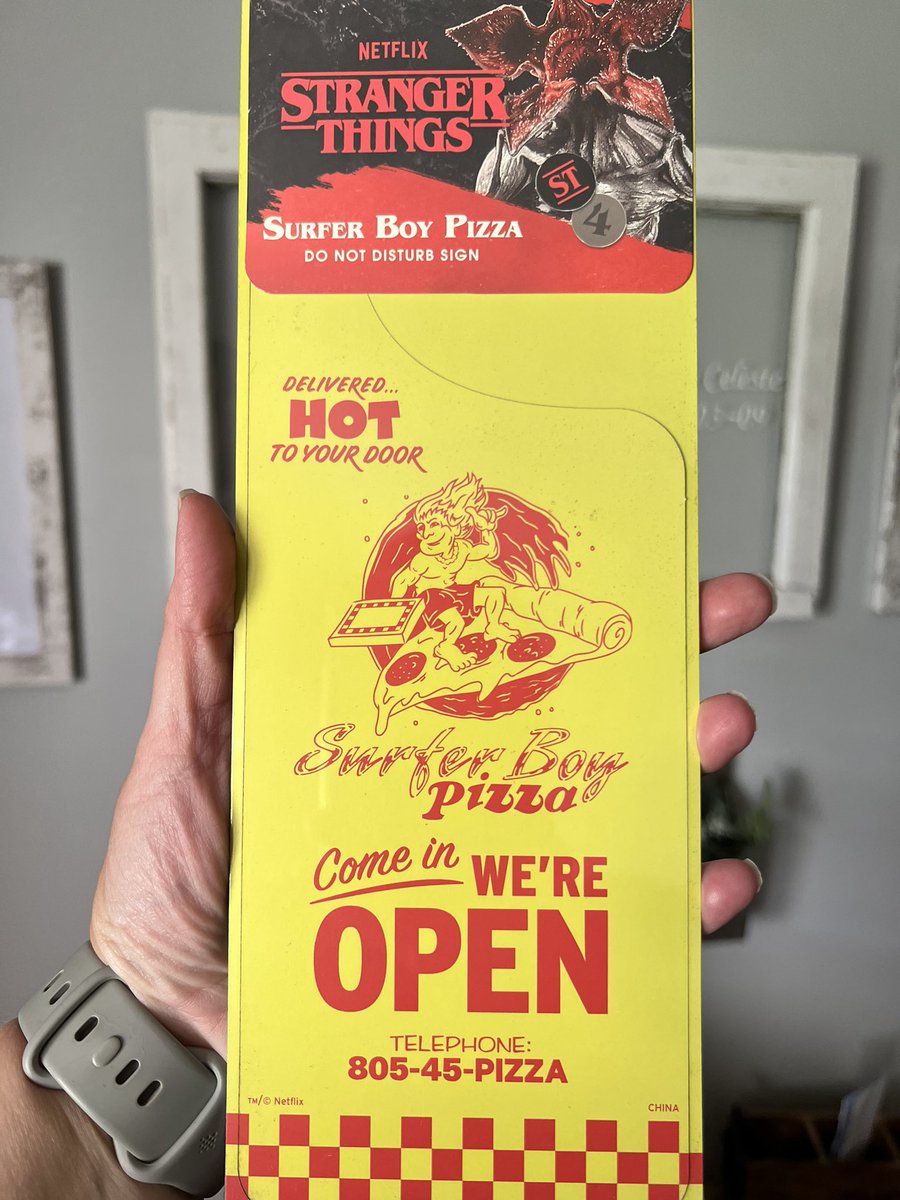 NETFLIX
STRANGER
THINGS
ST
4
SURFER BOY PIZZA
DO NOT DISTURB SIGN
DELIVERED...
HOT
TO YOUR DOOR
Celeste
Surfer Boy
Pizza
Come in WE'RE
OPEN
TELEPHONE:
805-45-PIZZA
TM/© Netflix
CHINA